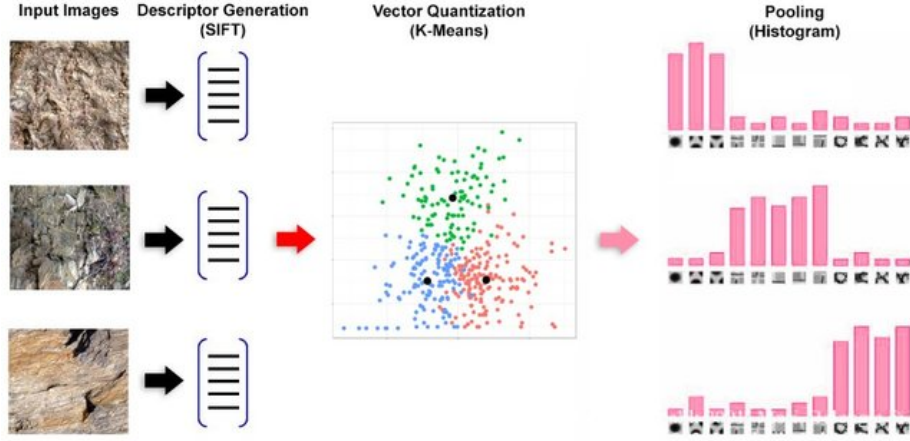 Input Images
Descriptor Generation
(SIFT)
Vector Quantization
(K-Means)
Pooling
(Histogram)